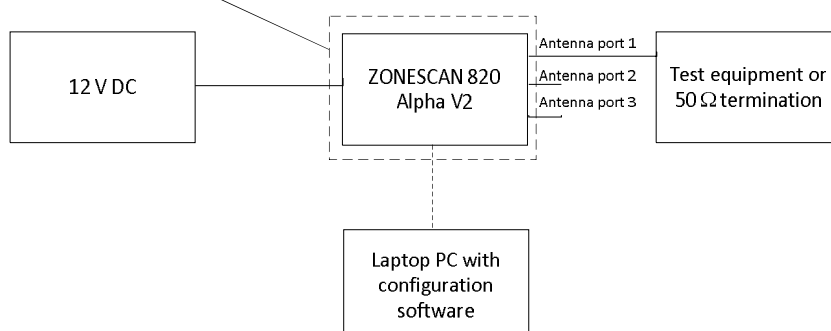 Antenna port 1
12 V DC
ZONESCAN 820
Alpha V2
Antenna port 2
Antenna port 3
Test equipment or
50 Ω termination
Laptop PC with
configuration
software